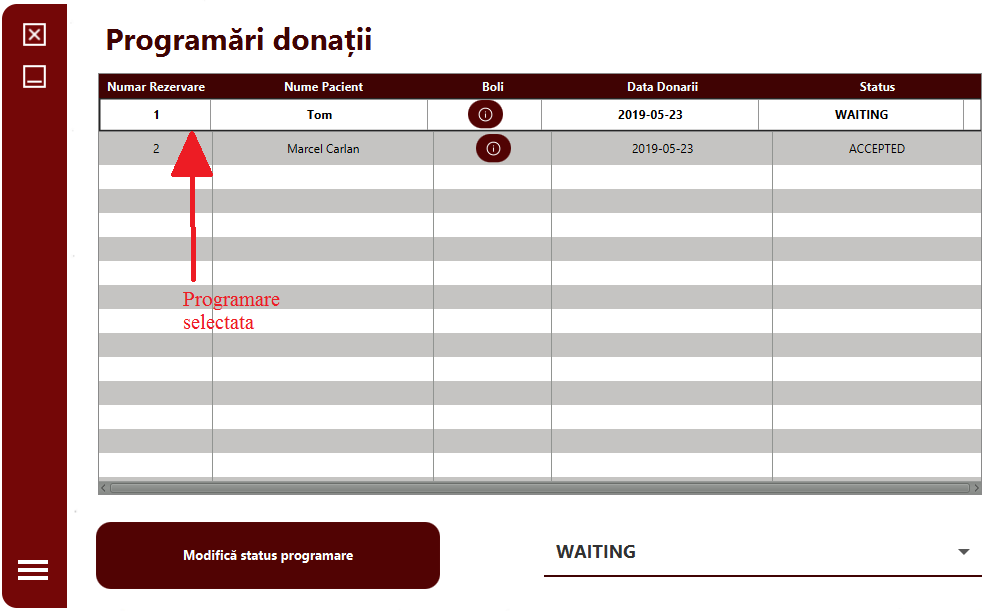 Programări donații
Numar Rezervare Nume Pacient Boli Data Donarii Status
1 Tom 2019-05-23 WAITING
2 Marcel Carlan 2019-05-23 ACCEPTED
Programare
selectata
Modifică status programare
WAITING